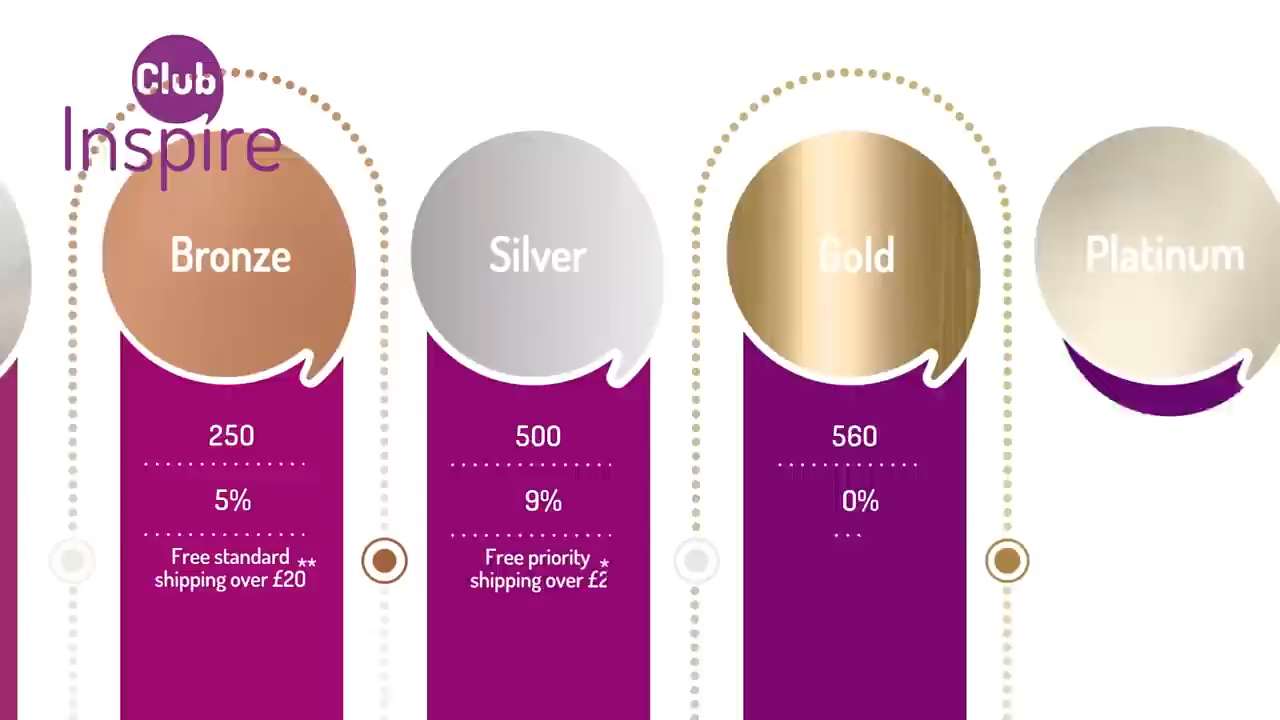 Club
Inspire
Bronze
Silver
Gold
Platinum
250
5%
Free standard **
shipping over £20
500
9%
Free priority *
shipping over £2
560
0%